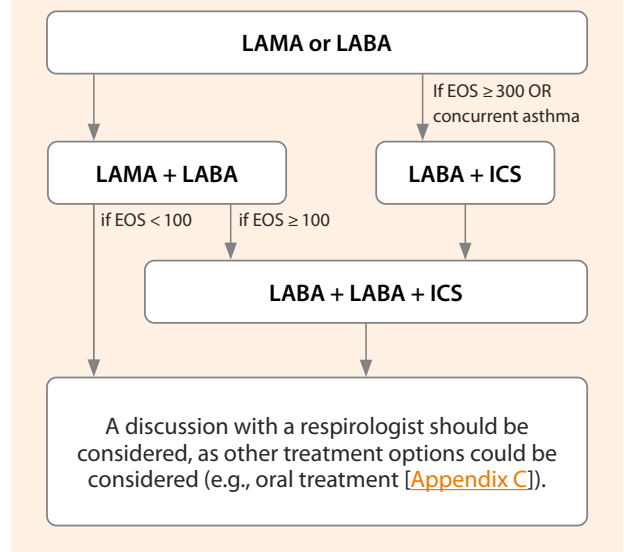 LAMA or LABA
If EOS ≥ 300 OR
concurrent asthma
LAMA + LABA
LABA + ICS
if EOS < 100
if EOS ≥ 100
LABA + LABA + ICS
A discussion with a respirologist should be
considered, as other treatment options could be
considered (e.g., oral treatment [Appendix C]).